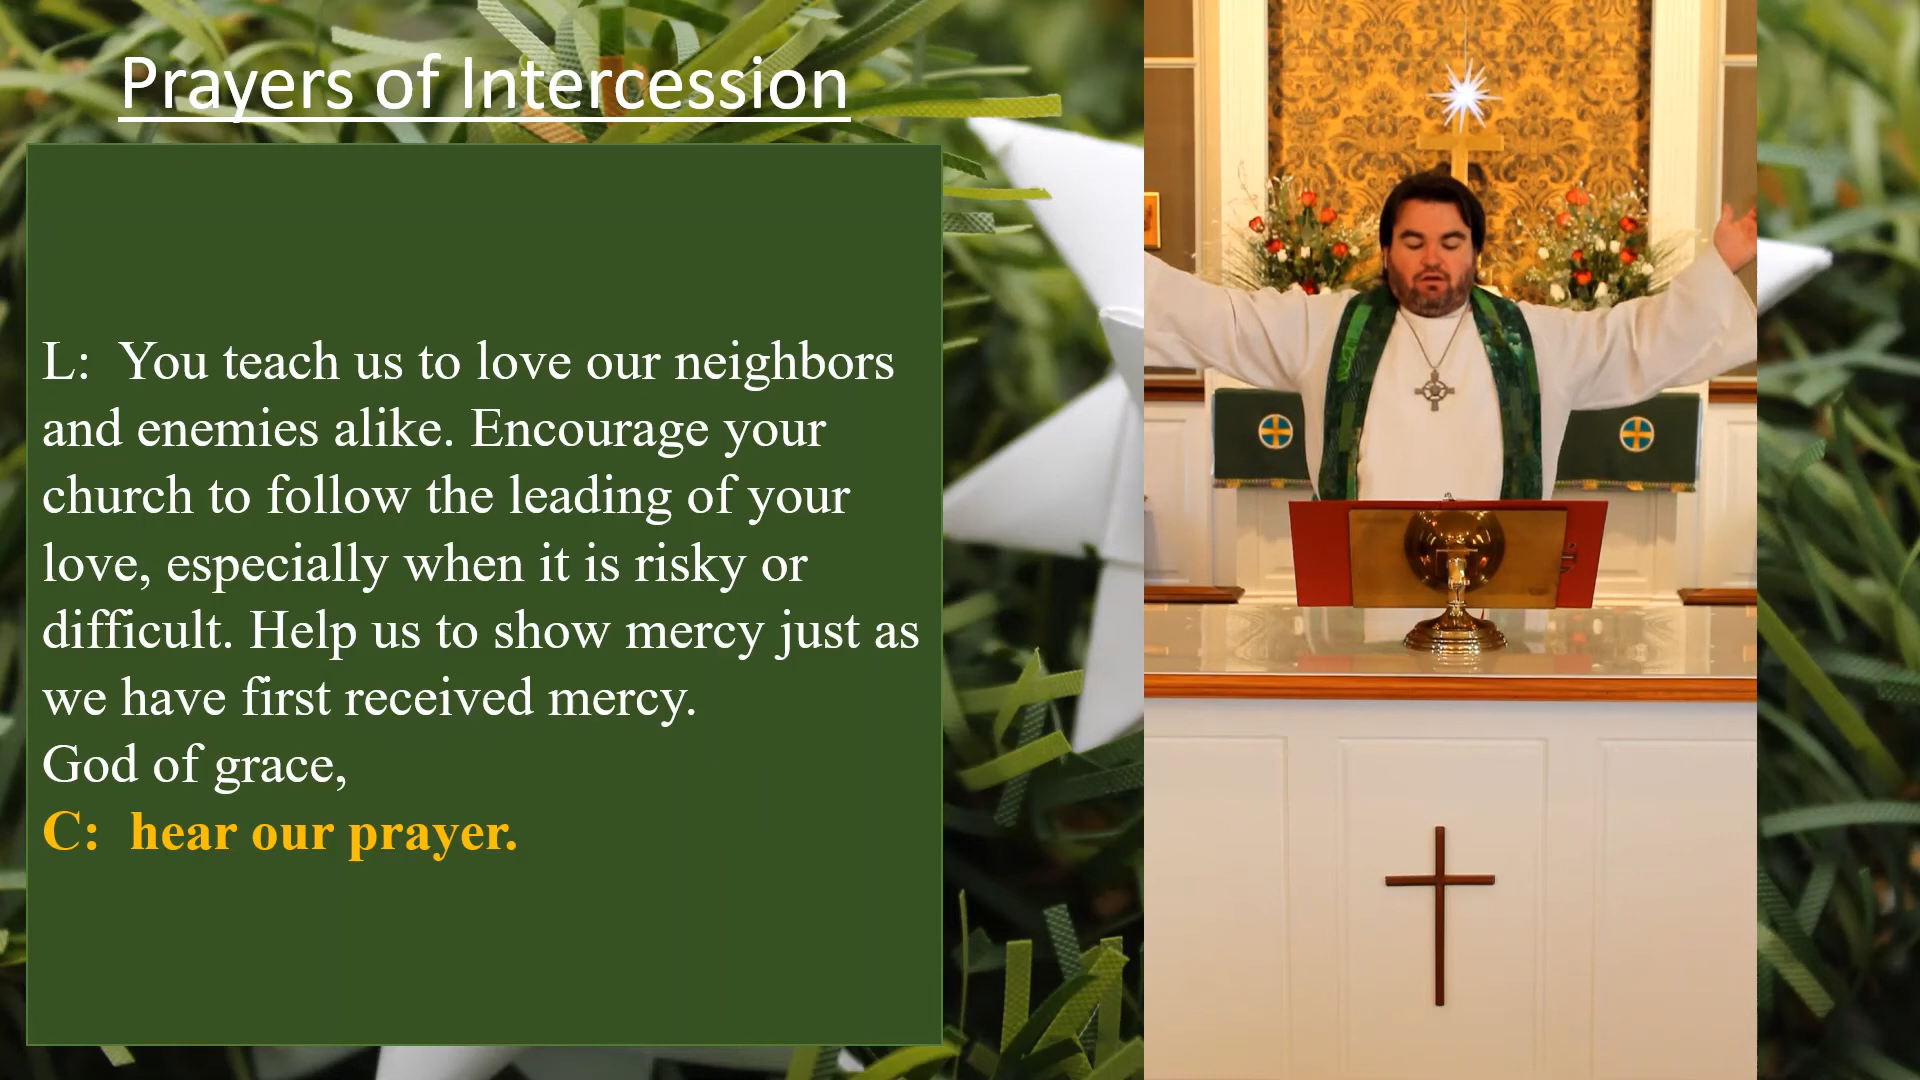 Prayers of Intercession
L:  You teach us to love our neighbors
and enemies alike. Encourage your
church to follow the leading of your
love, especially when it is risky or
difficult. Help us to show mercy just as
we have first received mercy.
God of grace,
C:  hear our prayer.